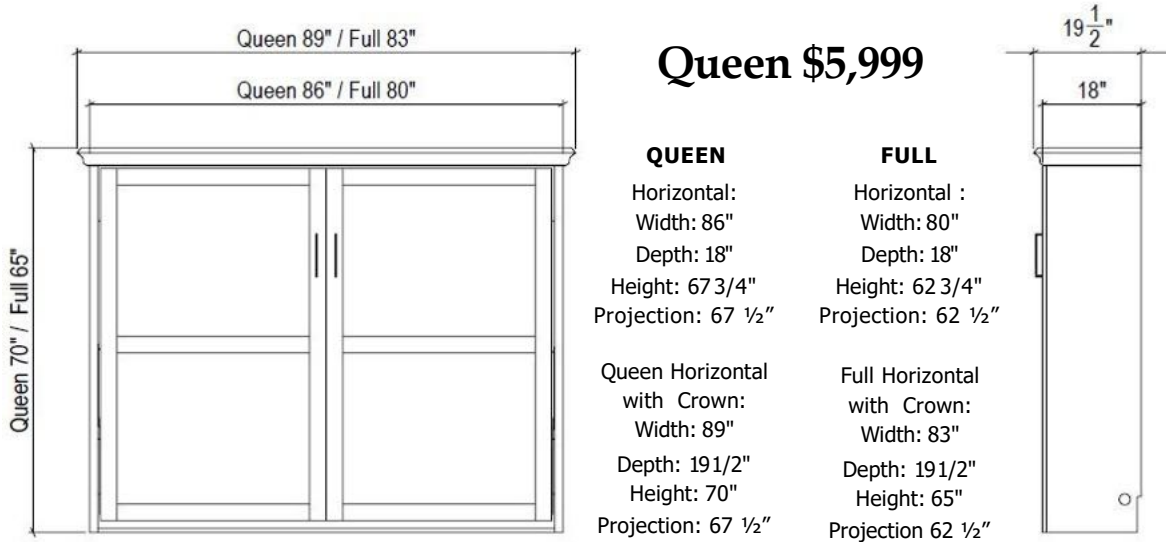 Queen 89" / Full 83"
Queen 86" / Full 80"
Queen 70" / Full 65"
Queen $5,999
19 1/2"
18"
QUEEN
Horizontal:
Width: 86"
Depth: 18"
Height: 67 3/4"
Projection: 67 ½”
Queen Horizontal
with Crown:
Width: 89"
Depth: 191/2"
Height: 70"
Projection: 67 ½”
FULL
Horizontal :
Width: 80"
Depth: 18"
Height: 62 3/4"
Projection: 62 ½”
Full Horizontal
with Crown:
Width: 83"
Depth: 191/2"
Height: 65"
Projection 62 ½”